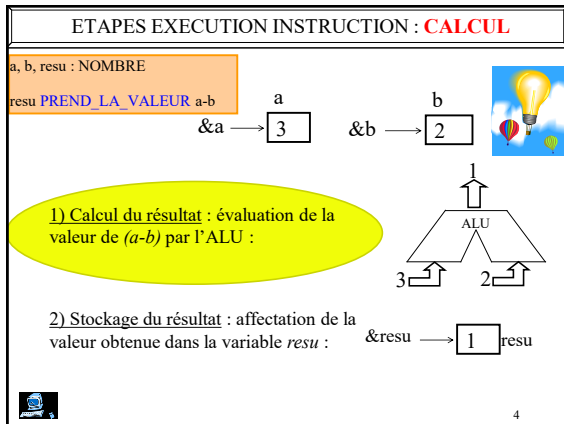 ETAPES EXECUTION INSTRUCTION : CALCUL
a, b, resu : NOMBRE
resu PREND_LA_VALEUR a-b
a
&a
3
b
&b
2
1) Calcul du résultat : évaluation de la
valeur de (a-b) par l'ALU :
1
ALU
3
2
2) Stockage du résultat : affectation de la
valeur obtenue dans la variable resu :
&resu
1
resu
4